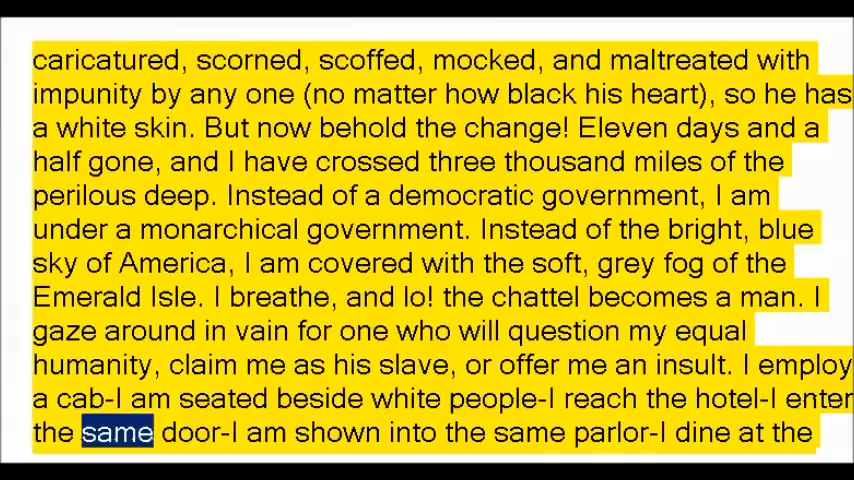 caricatured, scorned, scoffed, mocked, and maltreated with
impunity by any one (no matter how black his heart), so he has
a white skin. But now behold the change! Eleven days and a
half gone, and I have crossed three thousand miles of the
perilous deep. Instead of a democratic government, I am
under a monarchical government. Instead of the bright, blue
sky of America, I am covered with the soft, grey fog of the
Emerald Isle. I breathe, and lo! the chattel becomes a man. I
gaze around in vain for one who will question my equal
humanity, claim me as his slave, or offer me an insult. I employ
a cab-I am seated beside white people-I reach the hotel-I enter
the same door-I am shown into the same parlor-I dine at the